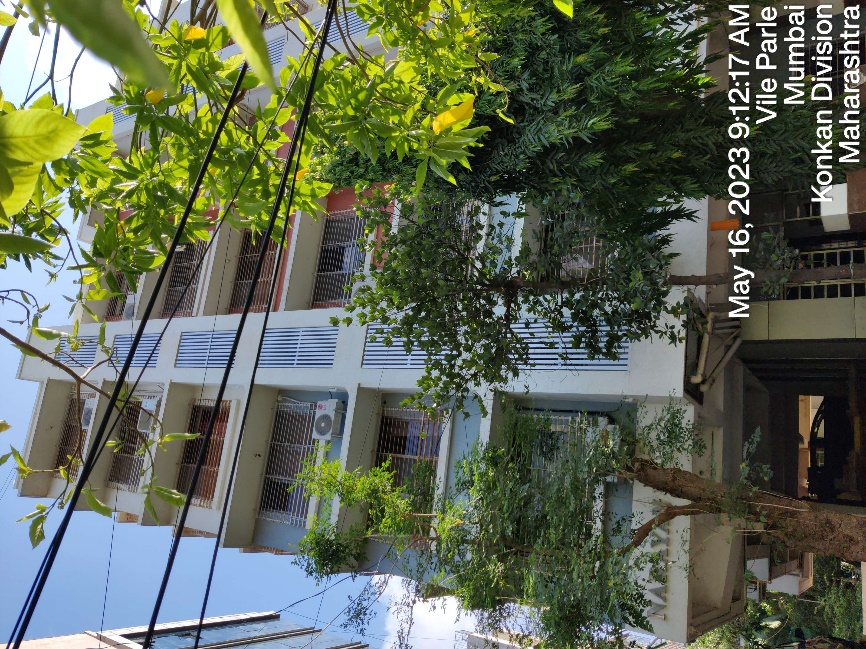 May 16, 2023 9:12:17 AM
Vile Parle
Mumbai
Konkan Division
Maharashtra